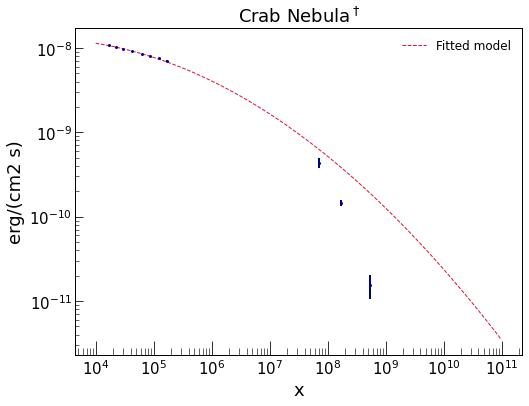 Crab Nebula†
Fitted model
erg/(cm2 s)
10⁻⁸
10⁻⁹
10⁻¹⁰
10⁻¹¹
10⁴ 10⁵ 10⁶ 10⁷ 10⁸ 10⁹ 10¹⁰ 10¹¹
x